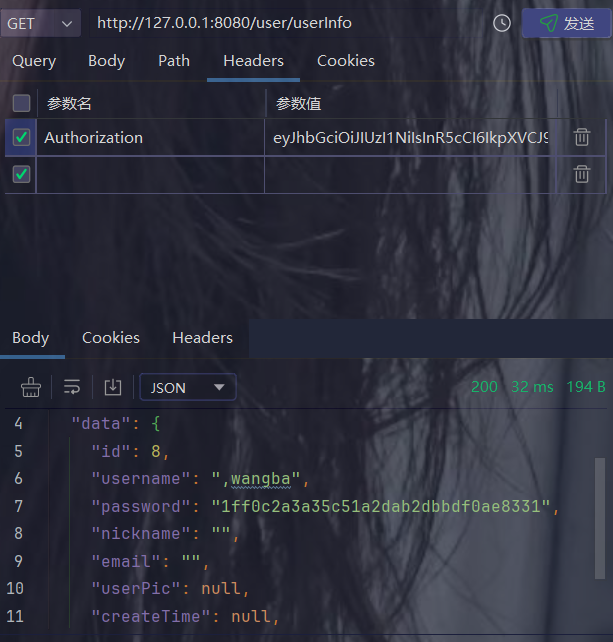 GET http://127.0.0.1:8080/user/userInfo 发送
Query Body Path Headers Cookies
参数名 参数值
Authorization eyJhbGciOiJIUzI1NiIsInR5cCI6IkpXVCJ9
Body Cookies Headers
JSON 200 32 ms 194 B
4 "data": {
5 "id": 8,
6 "username": ",wangba",
7 "password": "1ff0c2a3a35c51a2dab2dbbdf0ae8331",
8 "nickname": "",
9 "email": "",
10 "userPic": null,
11 "createTime": null,